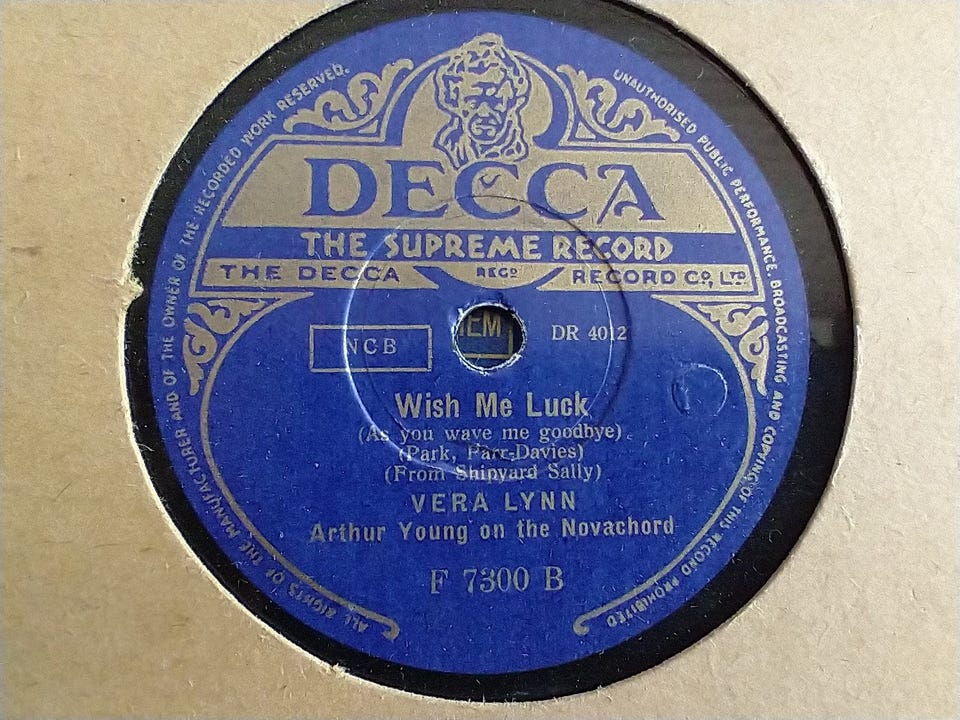 ALL RIGHTS OF THE MANUFACTURER AND OF THE OWNER OF THE RECORDED WORK RESERVED.
UNAUTHORISED PUBLIC PERFORMANCE, BROADCASTING AND COPYING OF THIS RECORD PROHIBITED
DECCA
THE SUPREME RECORD
THE DECCA REGD RECORD CO., LTD
EM
NCB
DR 4012
Wish Me Luck
(As you wave me goodbye)
(Park, Parr-Davies)
(From Shipyard Sally)
VERA LYNN
Arthur Young on the Novachord
F 7300 B